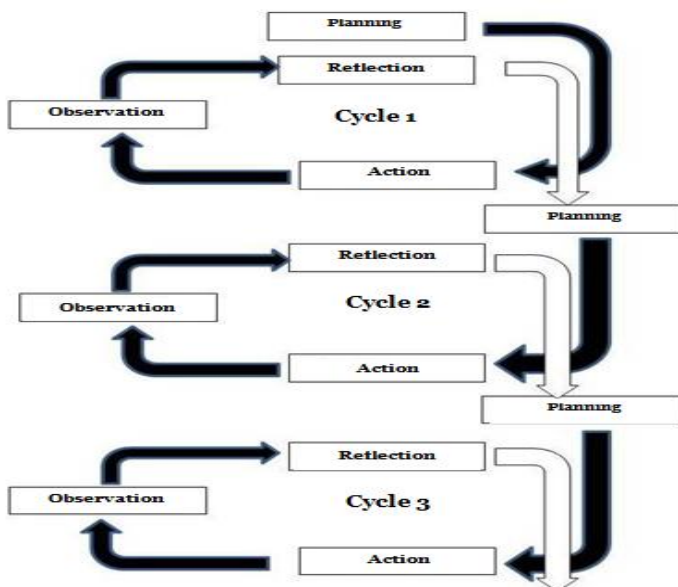 Planning
Reflection
Observation
Cycle 1
Action
Planning
Reflection
Observation
Cycle 2
Action
Planning
Reflection
Observation
Cycle 3
Action